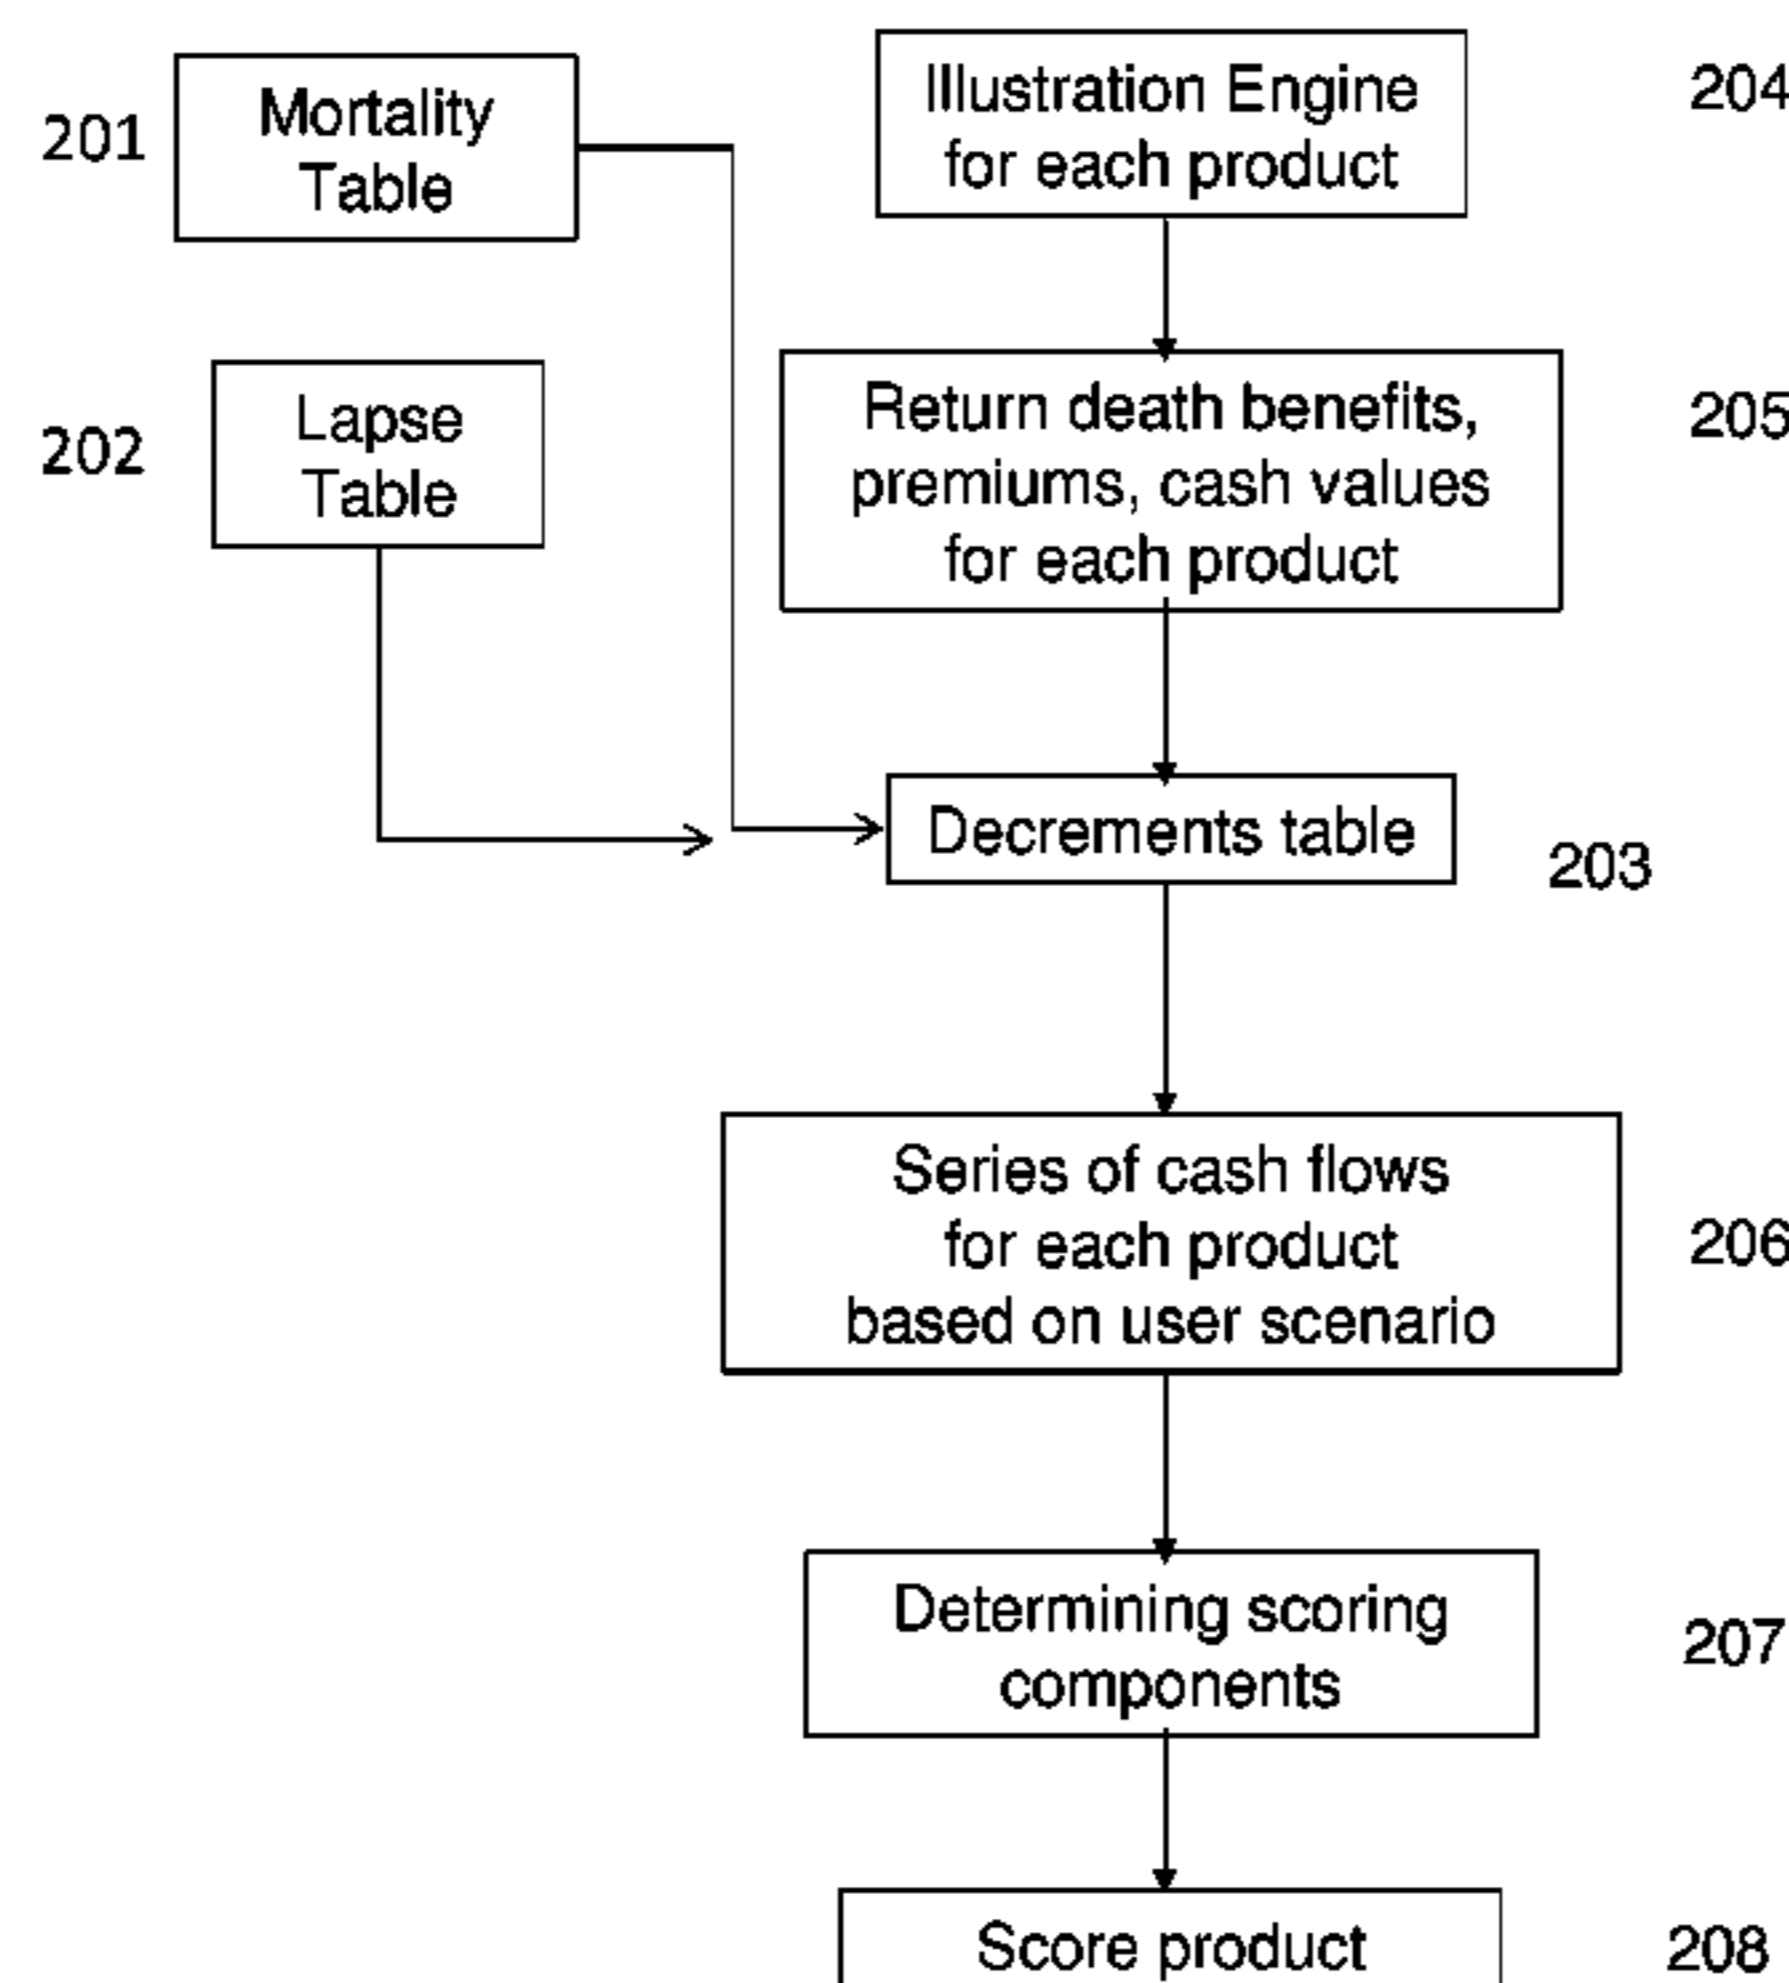 201
Mortality
Table
Illustration Engine
for each product
204
202
Lapse
Table
Return death benefits,
premiums, cash values
for each product
205
Decrements table
203
Series of cash flows
for each product
based on user scenario
206
Determining scoring
components
207
Score product
208